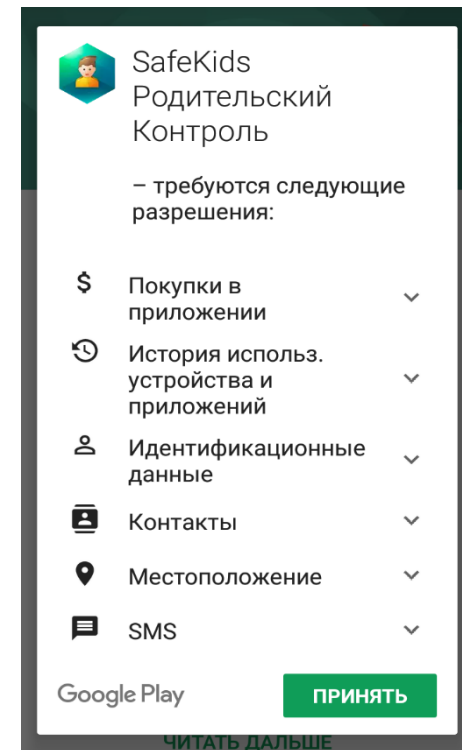 SafeKids
Родительский
Контроль
– требуются следующие
разрешения:
$
Покупки в
приложении
История использ.
устройства и
приложений
Идентификационные
данные
Контакты
Местоположение
SMS
Google Play
ПРИНЯТЬ
ЧИТАТЬ ДАЛЬШЕ